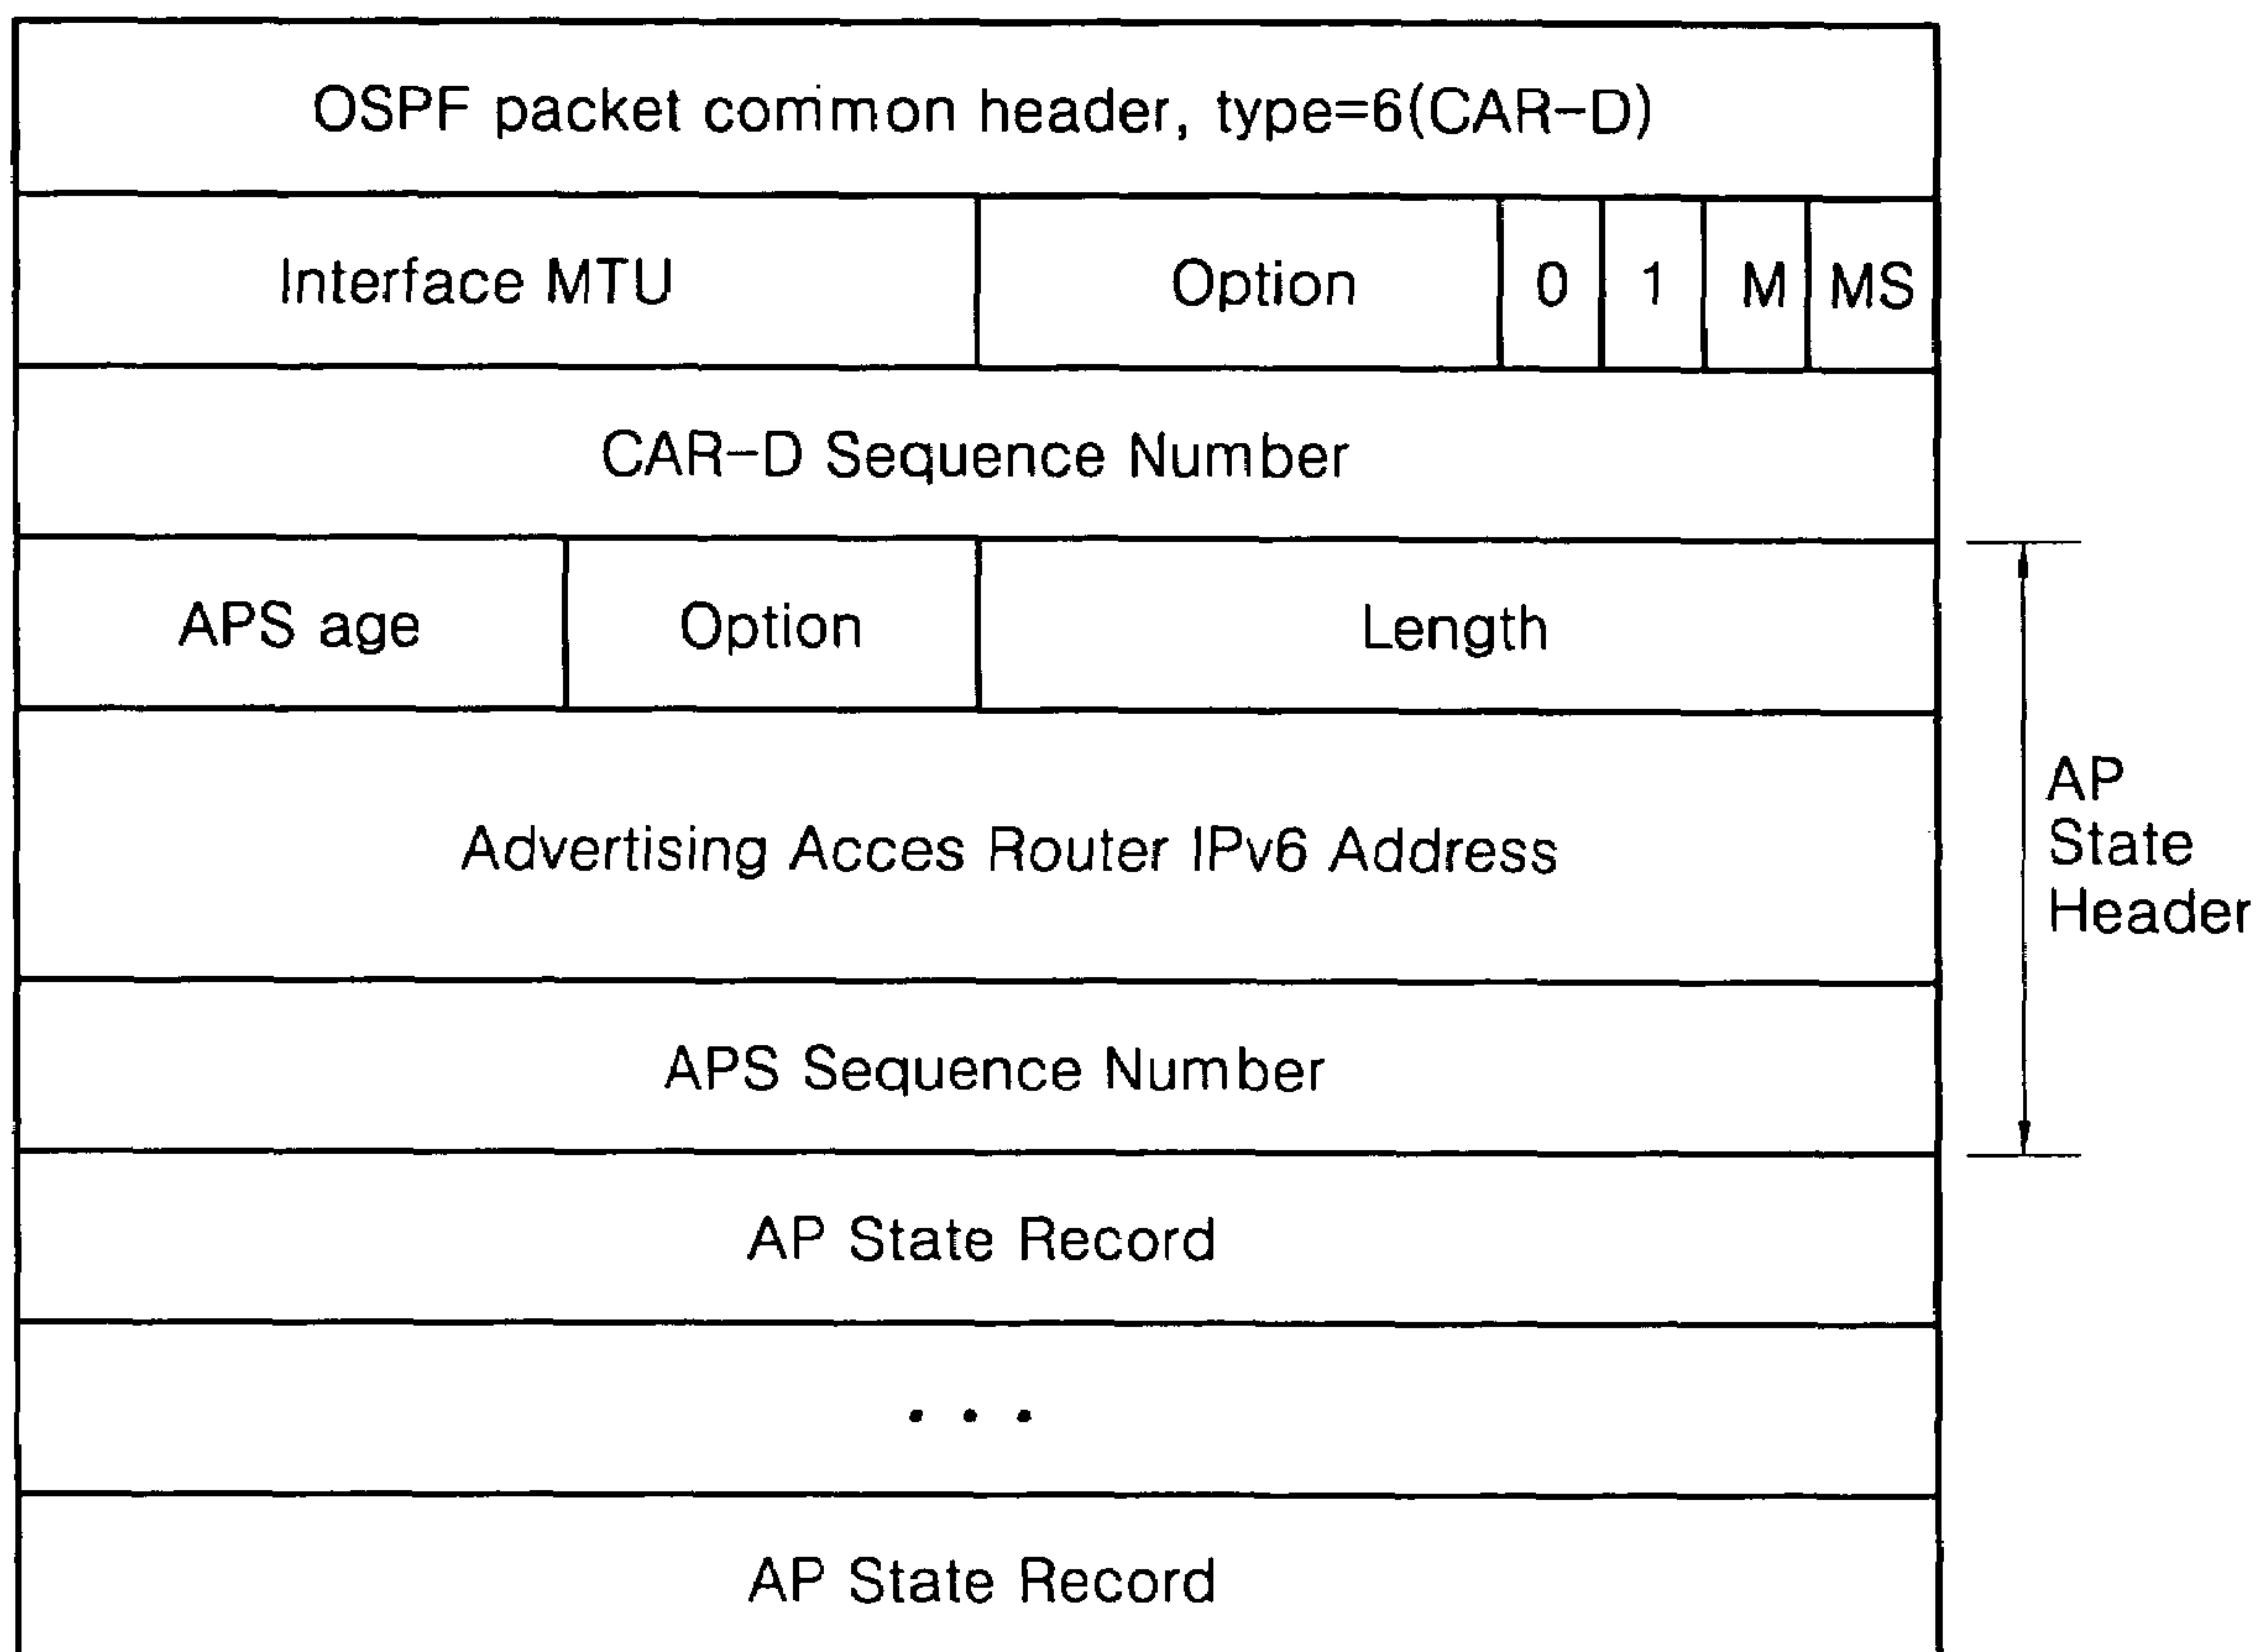 OSPF packet common header, type=6(CAR-D)
Interface MTU Option 0 1 M MS
CAR-D Sequence Number
APS age Option Length
Advertising Acces Router IPv6 Address
AP
State
Header
APS Sequence Number
AP State Record
. . .
AP State Record